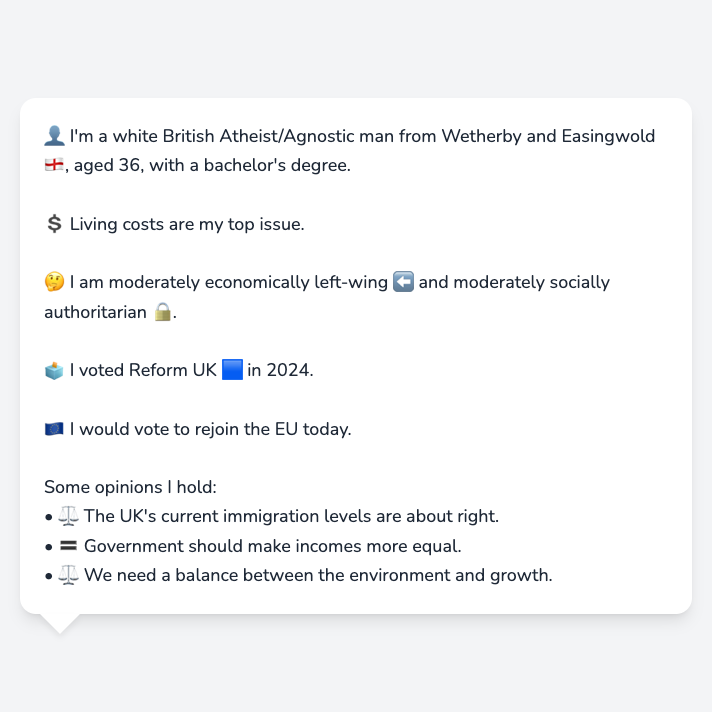 👤 I'm a white British Atheist/Agnostic man from Wetherby and Easingwold
🏴󠁧󠁢󠁥󠁮󠁧󠁿, aged 36, with a bachelor's degree.
💲 Living costs are my top issue.
🤔 I am moderately economically left-wing ⬅️ and moderately socially
authoritarian 🔒.
🗳️ I voted Reform UK 🟦 in 2024.
🇪🇺 I would vote to rejoin the EU today.
Some opinions I hold:
• ⚖️ The UK's current immigration levels are about right.
• 🟰 Government should make incomes more equal.
• ⚖️ We need a balance between the environment and growth.